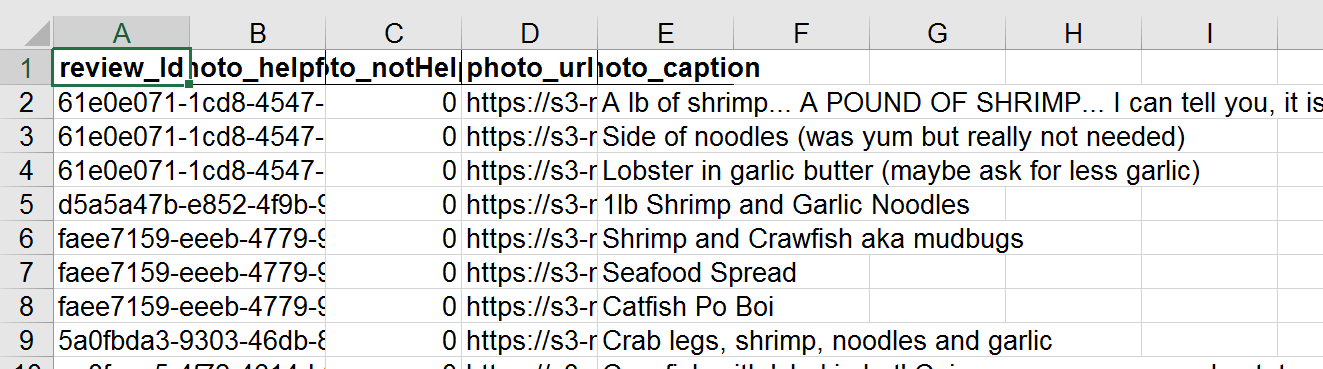 A B C D E F G H I
1 review_Id hoto_helpf to_notHelp photo_url hoto_caption
2 61e0e071-1cd8-4547- 0 https://s3-r A lb of shrimp... A POUND OF SHRIMP... I can tell you, it is
3 61e0e071-1cd8-4547- 0 https://s3-r Side of noodles (was yum but really not needed)
4 61e0e071-1cd8-4547- 0 https://s3-r Lobster in garlic butter (maybe ask for less garlic)
5 d5a5a47b-e852-4f9b-9 0 https://s3-r 1lb Shrimp and Garlic Noodles
6 faee7159-eeeb-4779-9 0 https://s3-r Shrimp and Crawfish aka mudbugs
7 faee7159-eeeb-4779-9 0 https://s3-r Seafood Spread
8 faee7159-eeeb-4779-9 0 https://s3-r Catfish Po Boi
9 5a0fbda3-9303-46db-8 0 https://s3-r Crab legs, shrimp, noodles and garlic